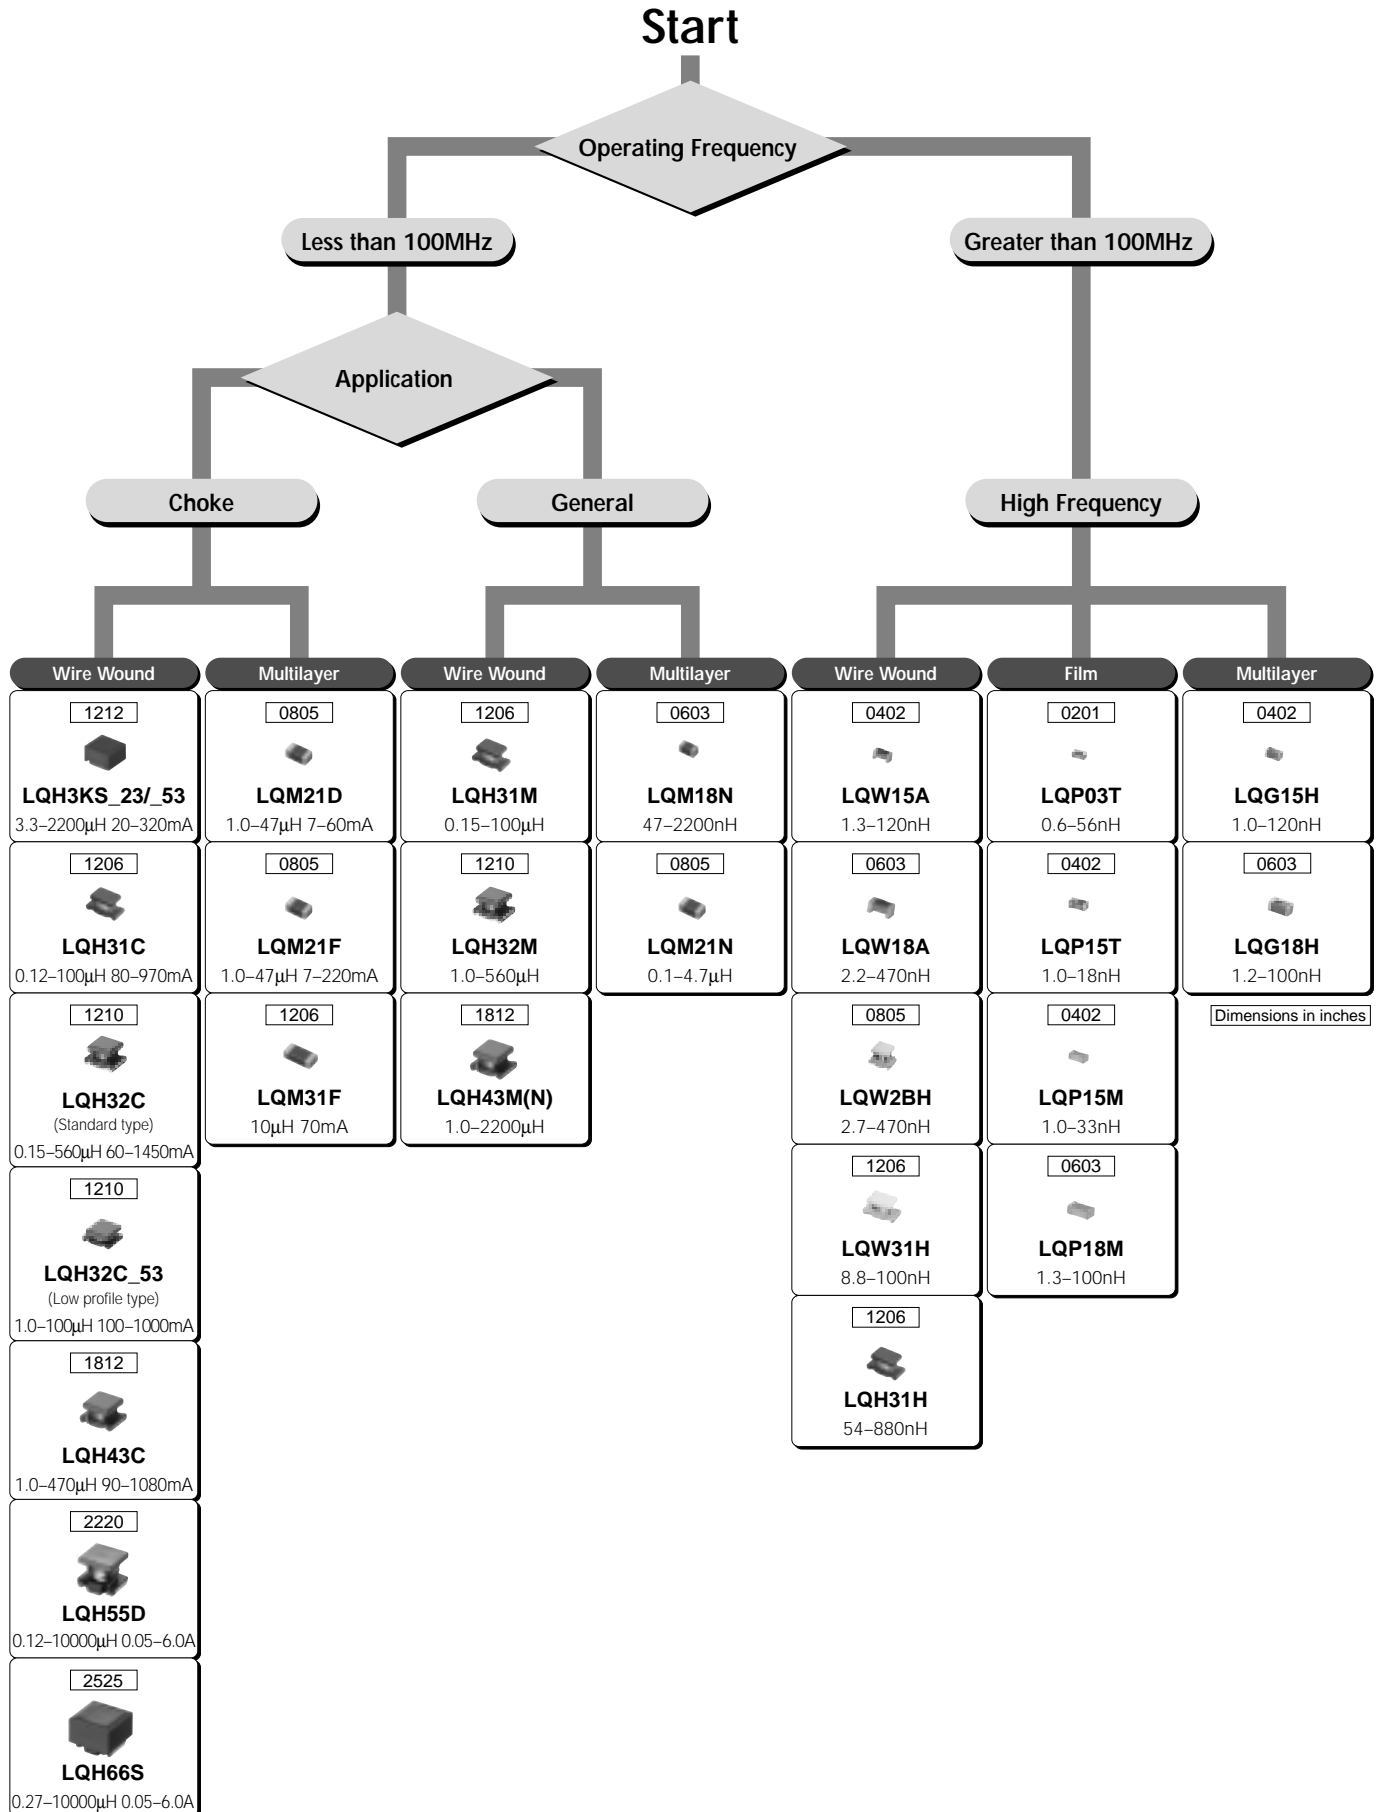 Start
Operating Frequency
Less than 100MHz
Greater than 100MHz
Application
Choke
General
High Frequency
Wire Wound
1212
LQH3KS_23/_53
3.3–2200µH 20–320mA
1206
LQH31C
0.12–100µH 80–970mA
1210
LQH32C
(Standard type)
0.15–560µH 60–1450mA
1210
LQH32C_53
(Low profile type)
1.0–100µH 100–1000mA
1812
LQH43C
1.0–470µH 90–1080mA
2220
LQH55D
0.12–10000µH 0.05–6.0A
2525
LQH66S
0.27–10000µH 0.05–6.0A
Multilayer
0805
LQM21D
1.0–47µH 7–60mA
0805
LQM21F
1.0–47µH 7–220mA
1206
LQM31F
10µH 70mA
Wire Wound
1206
LQH31M
0.15–100µH
1210
LQH32M
1.0–560µH
1812
LQH43M(N)
1.0–2200µH
Multilayer
0603
LQM18N
47–2200nH
0805
LQM21N
0.1–4.7µH
Wire Wound
0402
LQW15A
1.3–120nH
0603
LQW18A
2.2–470nH
0805
LQW2BH
2.7–470nH
1206
LQW31H
8.8–100nH
1206
LQH31H
54–880nH
Film
0201
LQP03T
0.6–56nH
0402
LQP15T
1.0–18nH
0402
LQP15M
1.0–33nH
0603
LQP18M
1.3–100nH
Multilayer
0402
LQG15H
1.0–120nH
0603
LQG18H
1.2–100nH
Dimensions in inches